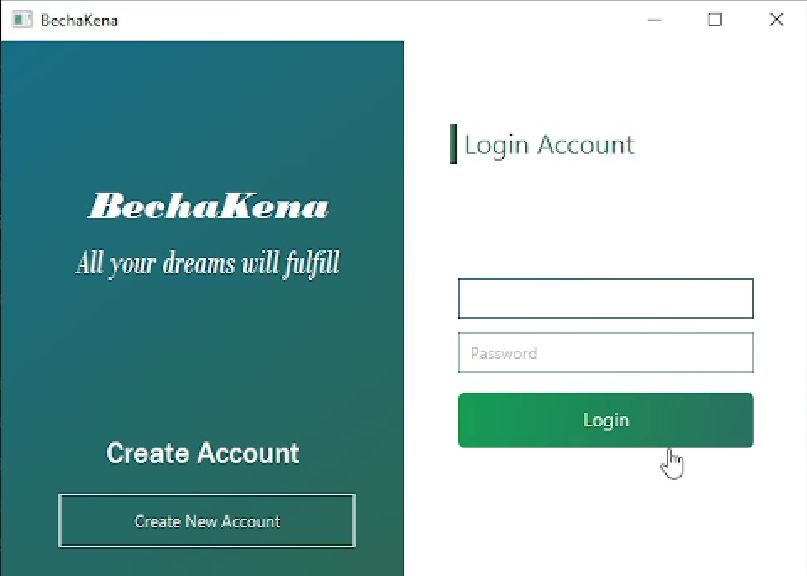 BechaKena
BechaKena
All your dreams will fulfill
Create Account
Create New Account
Login Account
Password
Login